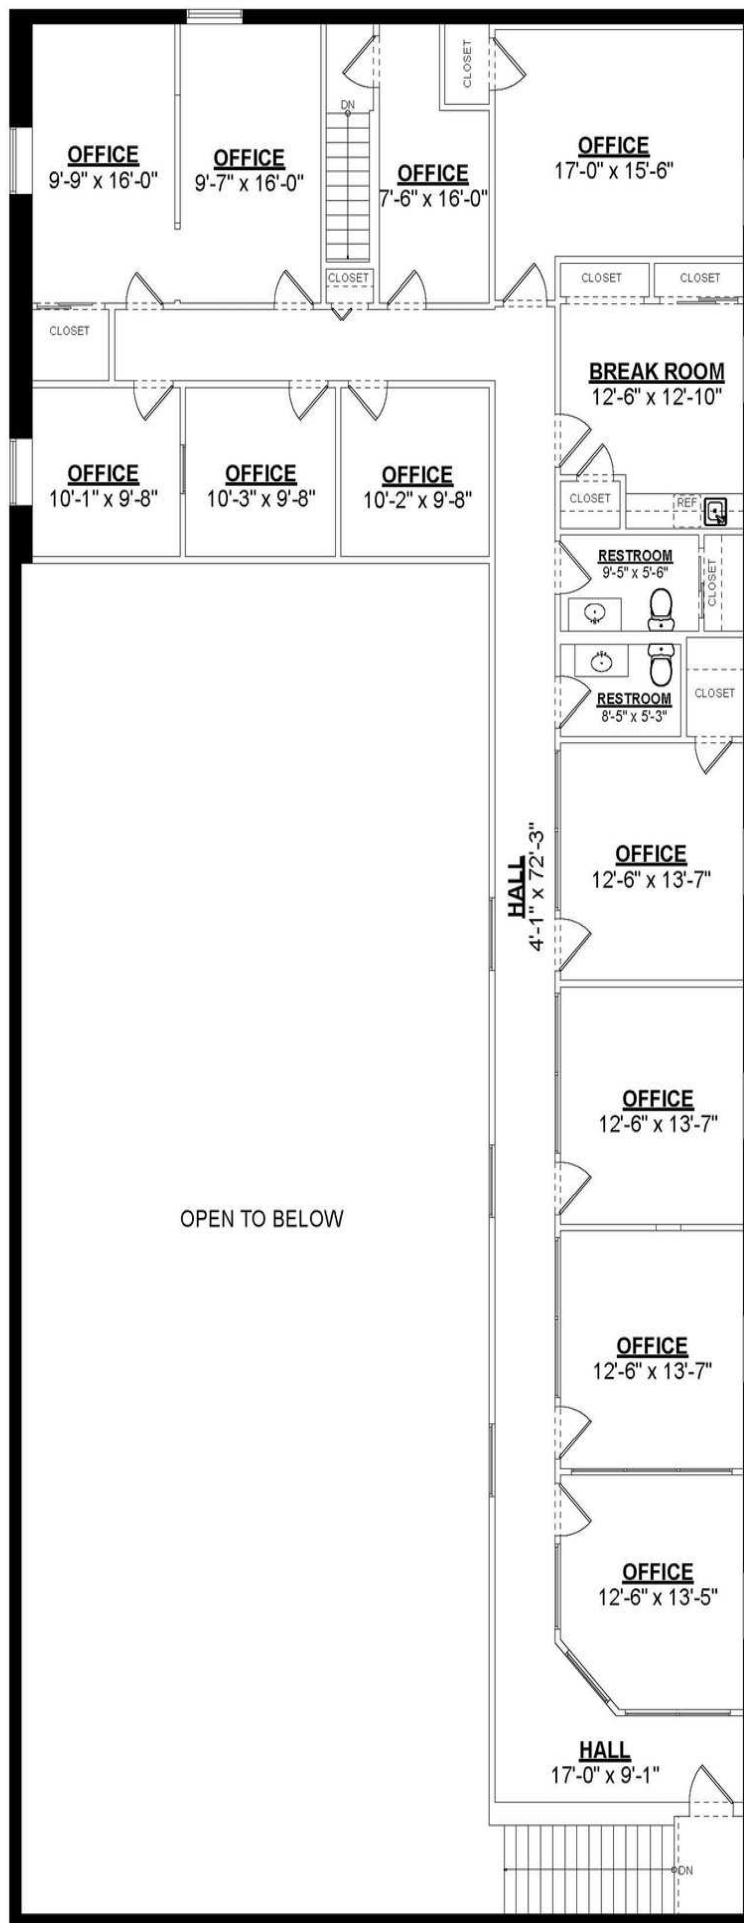 CLOSET
DN
OFFICE
9'-9" x 16'-0"
OFFICE
9'-7" x 16'-0"
OFFICE
7'-6" x 16'-0"
OFFICE
17'-0" x 15'-6"
CLOSET
CLOSET
CLOSET
CLOSET
BREAK ROOM
12'-6" x 12'-10"
OFFICE
10'-1" x 9'-8"
OFFICE
10'-3" x 9'-8"
OFFICE
10'-2" x 9'-8"
CLOSET
REF
RESTROOM
9'-5" x 5'-6"
CLOSET
RESTROOM
8'-5" x 5'-3"
CLOSET
HALL
4'-1" x 72'-3"
OFFICE
12'-6" x 13'-7"
OFFICE
12'-6" x 13'-7"
OPEN TO BELOW
OFFICE
12'-6" x 13'-7"
OFFICE
12'-6" x 13'-5"
HALL
17'-0" x 9'-1"
DN